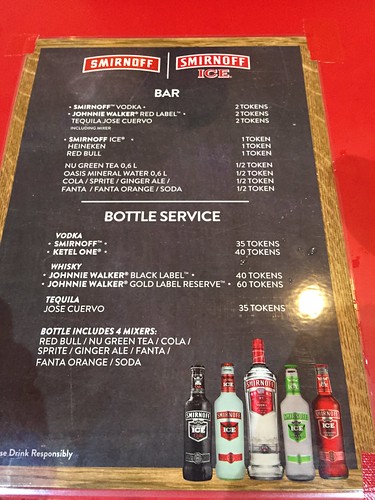 SMIRNOFF SMIRNOFF ICE
BAR
• SMIRNOFF™ VODKA • 2 TOKENS
• JOHNNIE WALKER® RED LABEL™ • 2 TOKENS
TEQUILA JOSE CUERVO 2 TOKENS
INCLUDING MIXER
• SMIRNOFF ICE® • 1 TOKEN
HEINEKEN 1 TOKEN
RED BULL 1 TOKEN
NU GREEN TEA 0,6 L 1/2 TOKEN
OASIS MINERAL WATER 0,6 L 1/2 TOKEN
COLA / SPRITE / GINGER ALE / 1/2 TOKEN
FANTA / FANTA ORANGE / SODA 1/2 TOKEN
BOTTLE SERVICE
VODKA
• SMIRNOFF™ • 35 TOKENS
• KETEL ONE® • 40 TOKENS
WHISKY
• JOHNNIE WALKER® BLACK LABEL™ • 40 TOKENS
• JOHNNIE WALKER® GOLD LABEL RESERVE™ • 60 TOKENS
TEQUILA
JOSE CUERVO 35 TOKENS
BOTTLE INCLUDES 4 MIXERS:
RED BULL / NU GREEN TEA / COLA /
SPRITE / GINGER ALE / FANTA /
FANTA ORANGE / SODA
SMIRNOFF ICE
SMIRNOFF ICE
SMIRNOFF
SMIRNOFF ICE
SMIRNOFF ICE
se Drink Responsibly